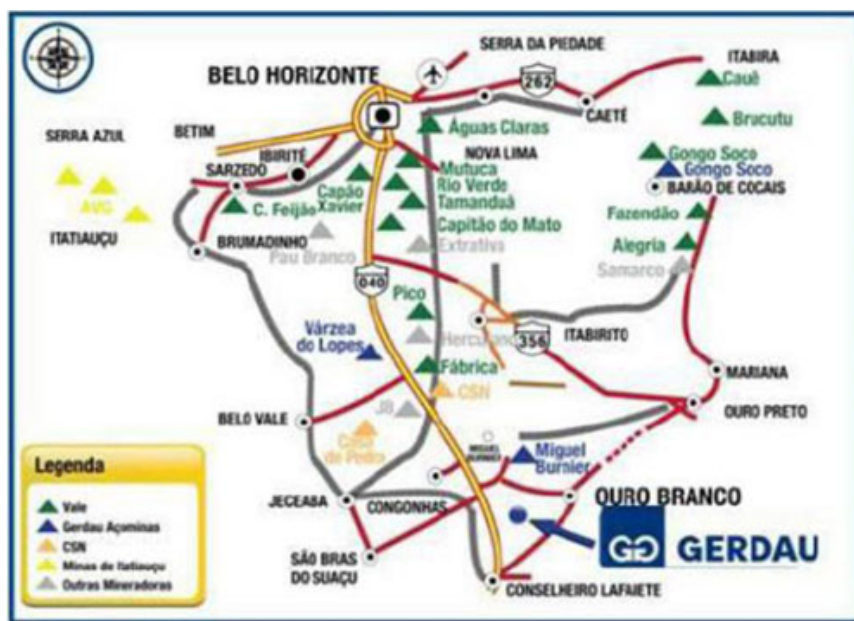 SERRA DA PIEDADE
ITABIRA
BELO HORIZONTE
262
Cauê
CAETÉ
Brucutu
SERRA AZUL
BETIM
Águas Claras
IBIRITÉ
NOVA LIMA
Gongo Soco
SARZEDO
Mutuca
Gongo Soco
AVG
Capão
Xavier
Rio Verde
BARÃO DE COCAIS
C. Feijão
Tamanduá
Fazendão
ITATIAUÇU
Capitão do Mato
BRUMADINHO
Extrativa
Alegria
Pau Branco
Samarco
040
Pico
Várzea
do Lopes
Herculano
356
ITABIRITO
Fábrica
MARIANA
CSN
JB
OURO PRETO
BELO VALE
Casa
de Pedra
MIGUEL
BURNIER
Miguel
Burnier
Legenda
Vale
Gerdau Açominas
CSN
Minas de Itatiauçu
Outras Mineradoras
JECEABA
CONGONHAS
OURO BRANCO
GERDAU
SÃO BRAS
DO SUAÇU
CONSELHEIRO LAFAIETE